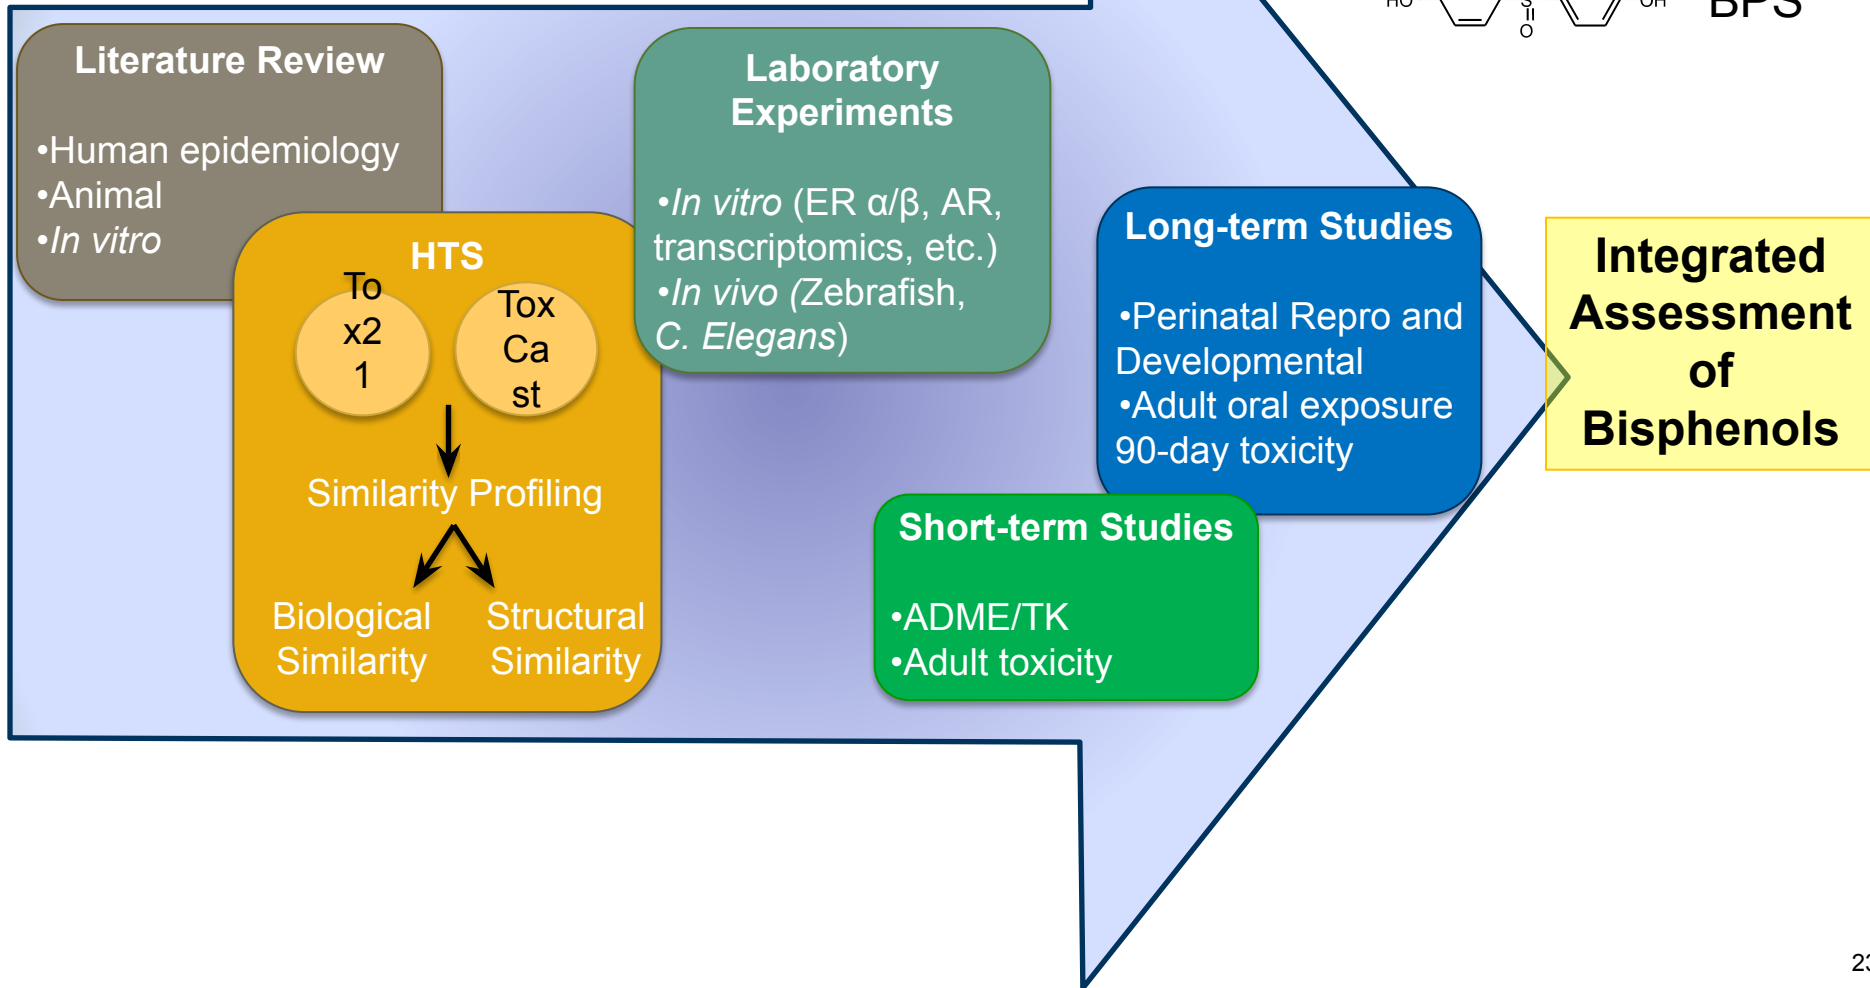 HO
S
O
OH
BPS
Literature Review
•Human epidemiology
•Animal
•In vitro
HTS
To
x2
1
Tox
Ca
st
Similarity Profiling
Biological
Similarity
Structural
Similarity
Laboratory
Experiments
•In vitro (ER α/β, AR,
transcriptomics, etc.)
•In vivo (Zebrafish,
C. Elegans)
Short-term Studies
•ADME/TK
•Adult toxicity
Long-term Studies
•Perinatal Repro and
Developmental
•Adult oral exposure
90-day toxicity
Integrated
Assessment
of
Bisphenols
23